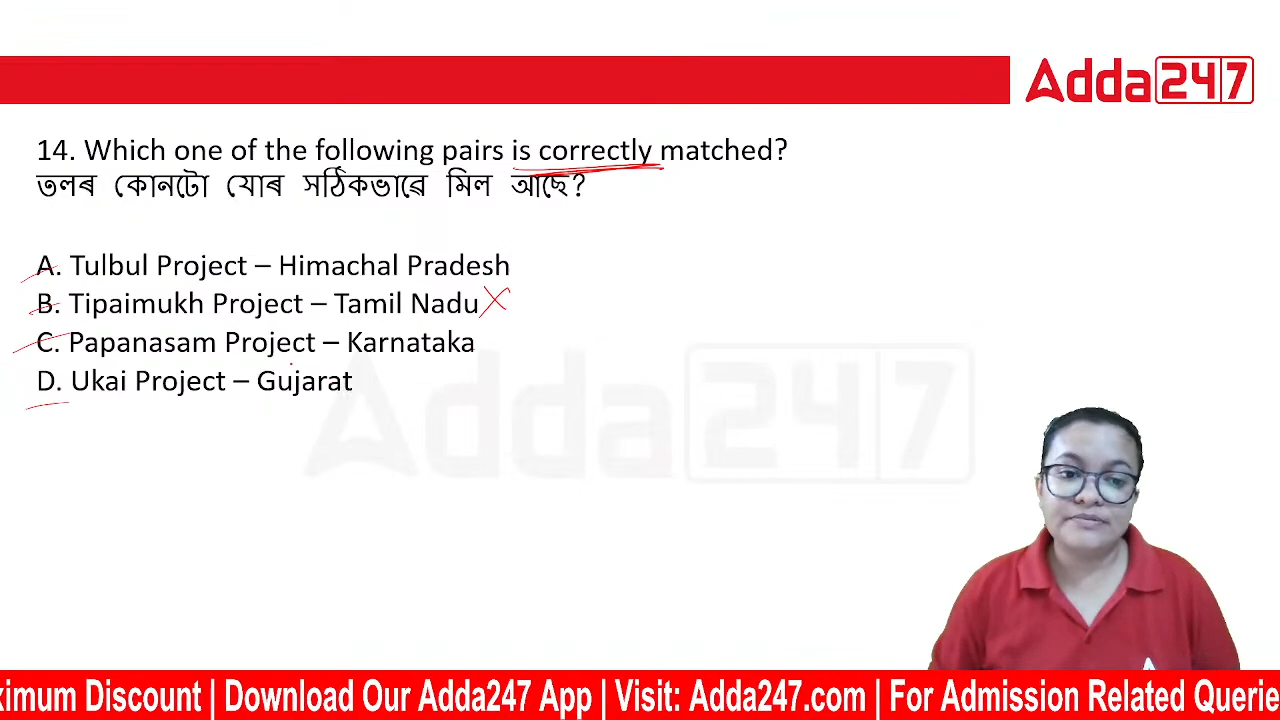 Adda247
14. Which one of the following pairs is correctly matched?
তলৰ কোনটো যোৰ সঠিকভাৱে মিল আছে?
A. Tulbul Project – Himachal Pradesh
B. Tipaimukh Project – Tamil Nadu
C. Papanasam Project – Karnataka
D. Ukai Project – Gujarat
Adda247
ximum Discount | Download Our Adda247 App | Visit: Adda247.com | For Admission Related Querie